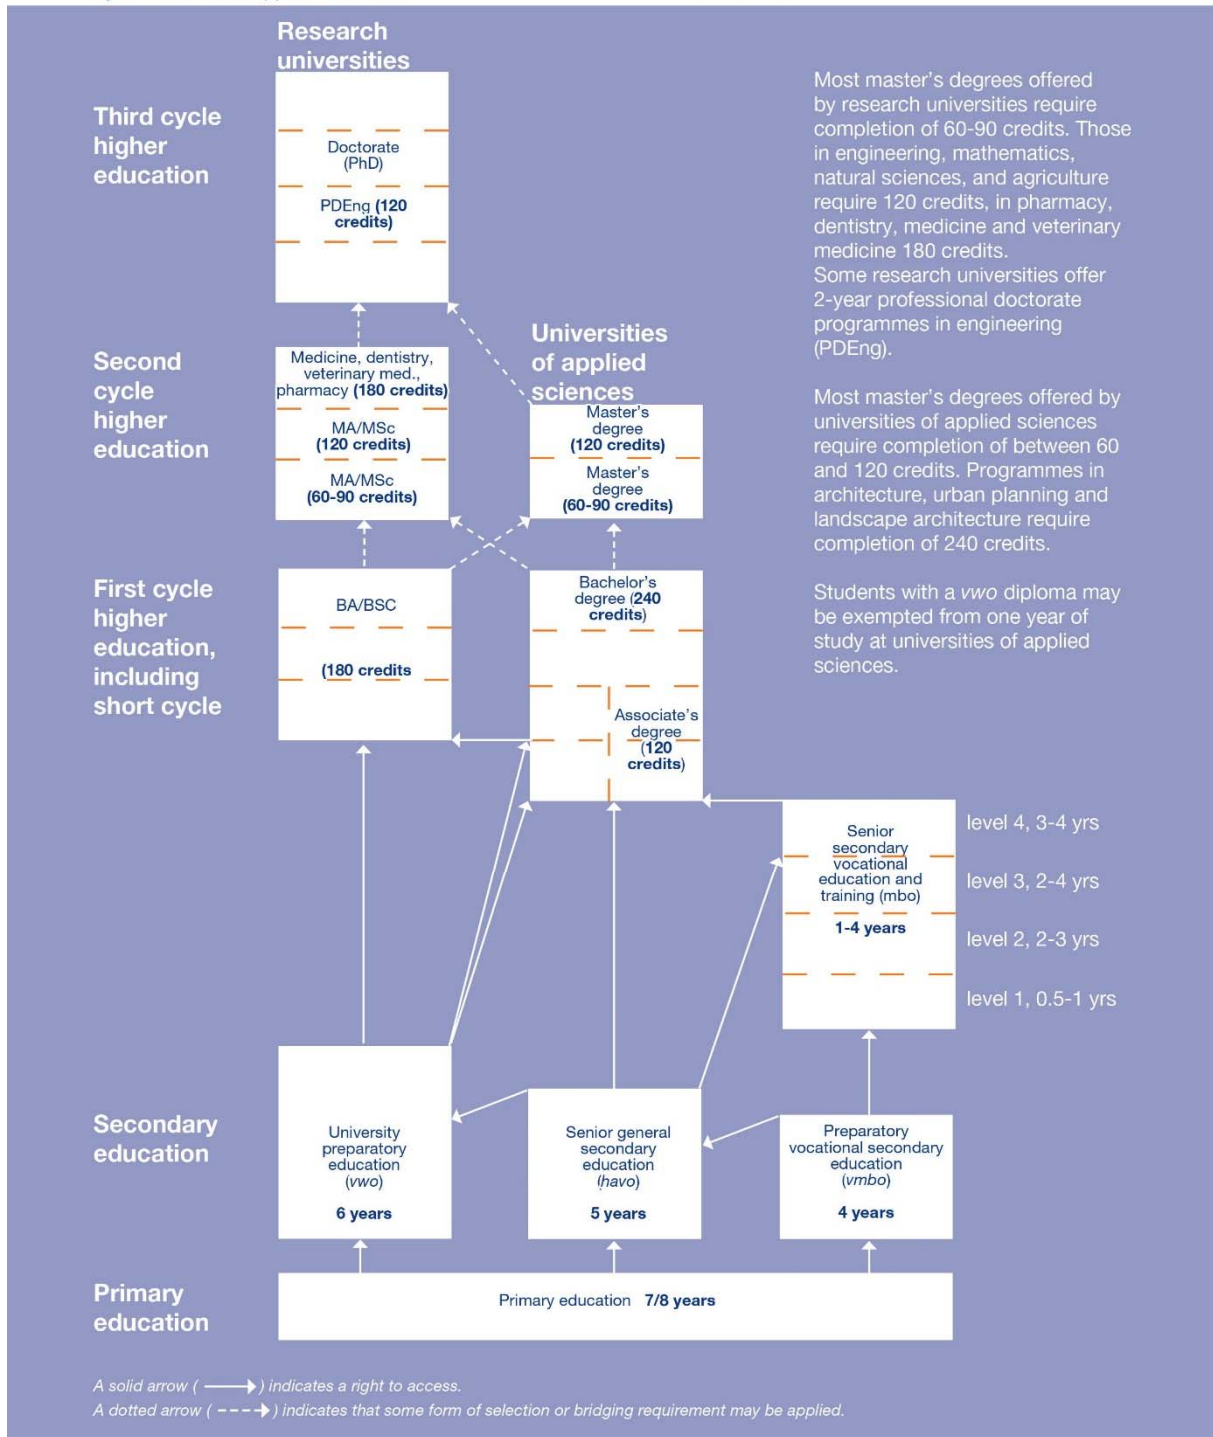 Research
universities
Third cycle
higher
education
Doctorate
(PhD)
PDEng (120
credits)
Most master's degrees offered
by research universities require
completion of 60-90 credits. Those
in engineering, mathematics,
natural sciences, and agriculture
require 120 credits, in pharmacy,
dentistry, medicine and veterinary
medicine 180 credits.
Some research universities offer
2-year professional doctorate
programmes in engineering
(PDEng).
Universities
of applied
sciences
Second
cycle
higher
education
Medicine, dentistry,
veterinary med.,
pharmacy (180 credits)
MA/MSc
(120 credits)
MA/MSc
(60-90 credits)
Master's
degree
(120 credits)
Master's
degree
(60-90 credits)
Most master's degrees offered by
universities of applied sciences
require completion of between 60
and 120 credits. Programmes in
architecture, urban planning and
landscape architecture require
completion of 240 credits.
First cycle
higher
education,
including
short cycle
BA/BSC
(180 credits
Bachelor's
degree (240
credits)
Associate's
degree
(120
credits)
Students with a vwo diploma may
be exempted from one year of
study at universities of applied
sciences.
Senior
secondary
vocational
education and
training (mbo)
1-4 years
level 4, 3-4 yrs
level 3, 2-4 yrs
level 2, 2-3 yrs
level 1, 0.5-1 yrs
Secondary
education
University
preparatory
education
(vwo)
6 years
Senior general
secondary
education
(havo)
5 years
Preparatory
vocational secondary
education
(vmbo)
4 years
Primary
education
Primary education 7/8 years
A solid arrow ( ) indicates a right to access.
A dotted arrow ( ) indicates that some form of selection or bridging requirement may be applied.